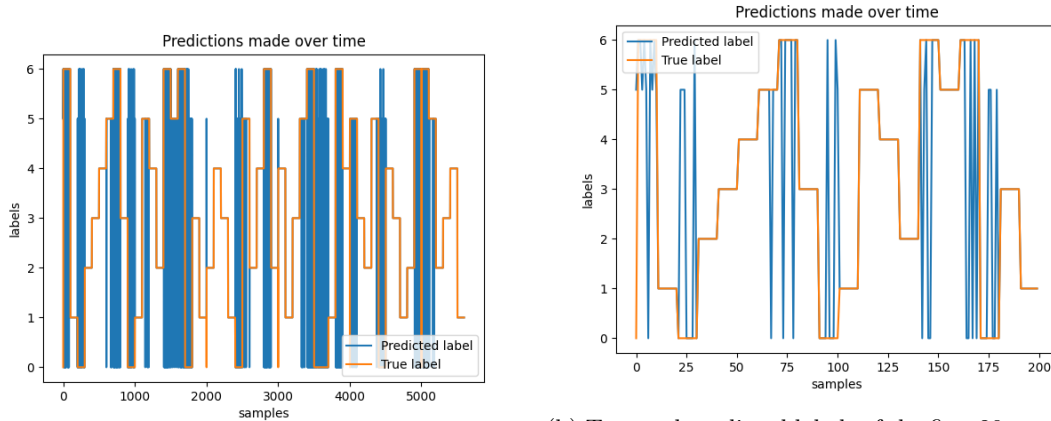 Predictions made over time
6
5
4
3
2
1
0
labels
0
1000
2000
3000
4000
5000
samples
Predicted label
True label
Predictions made over time
6
5
4
3
2
1
0
labels
0
25
50
75
100
125
150
175
200
samples
Predicted label
True label